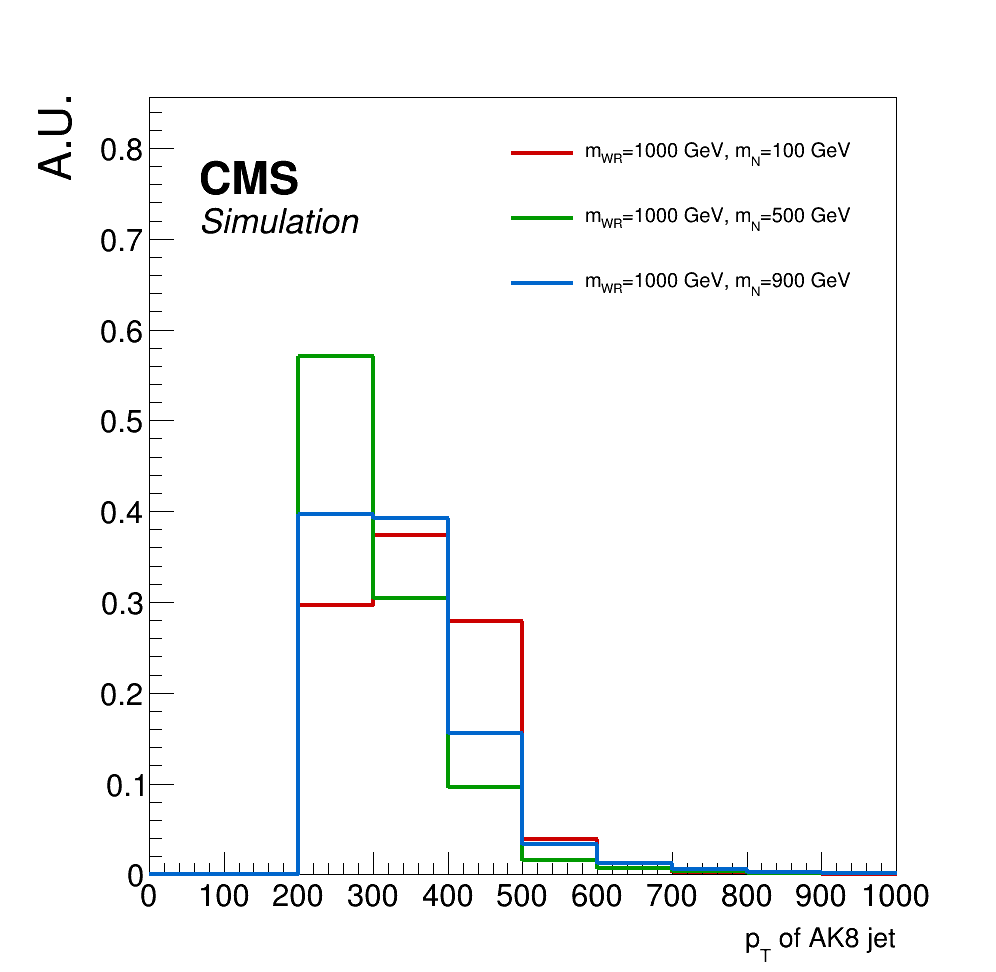 A.U.
CMS
Simulation
m_WR=1000 GeV, m_N=100 GeV
m_WR=1000 GeV, m_N=500 GeV
m_WR=1000 GeV, m_N=900 GeV
0.8
0.7
0.6
0.5
0.4
0.3
0.2
0.1
0
0 100 200 300 400 500 600 700 800 900 1000
p_T of AK8 jet